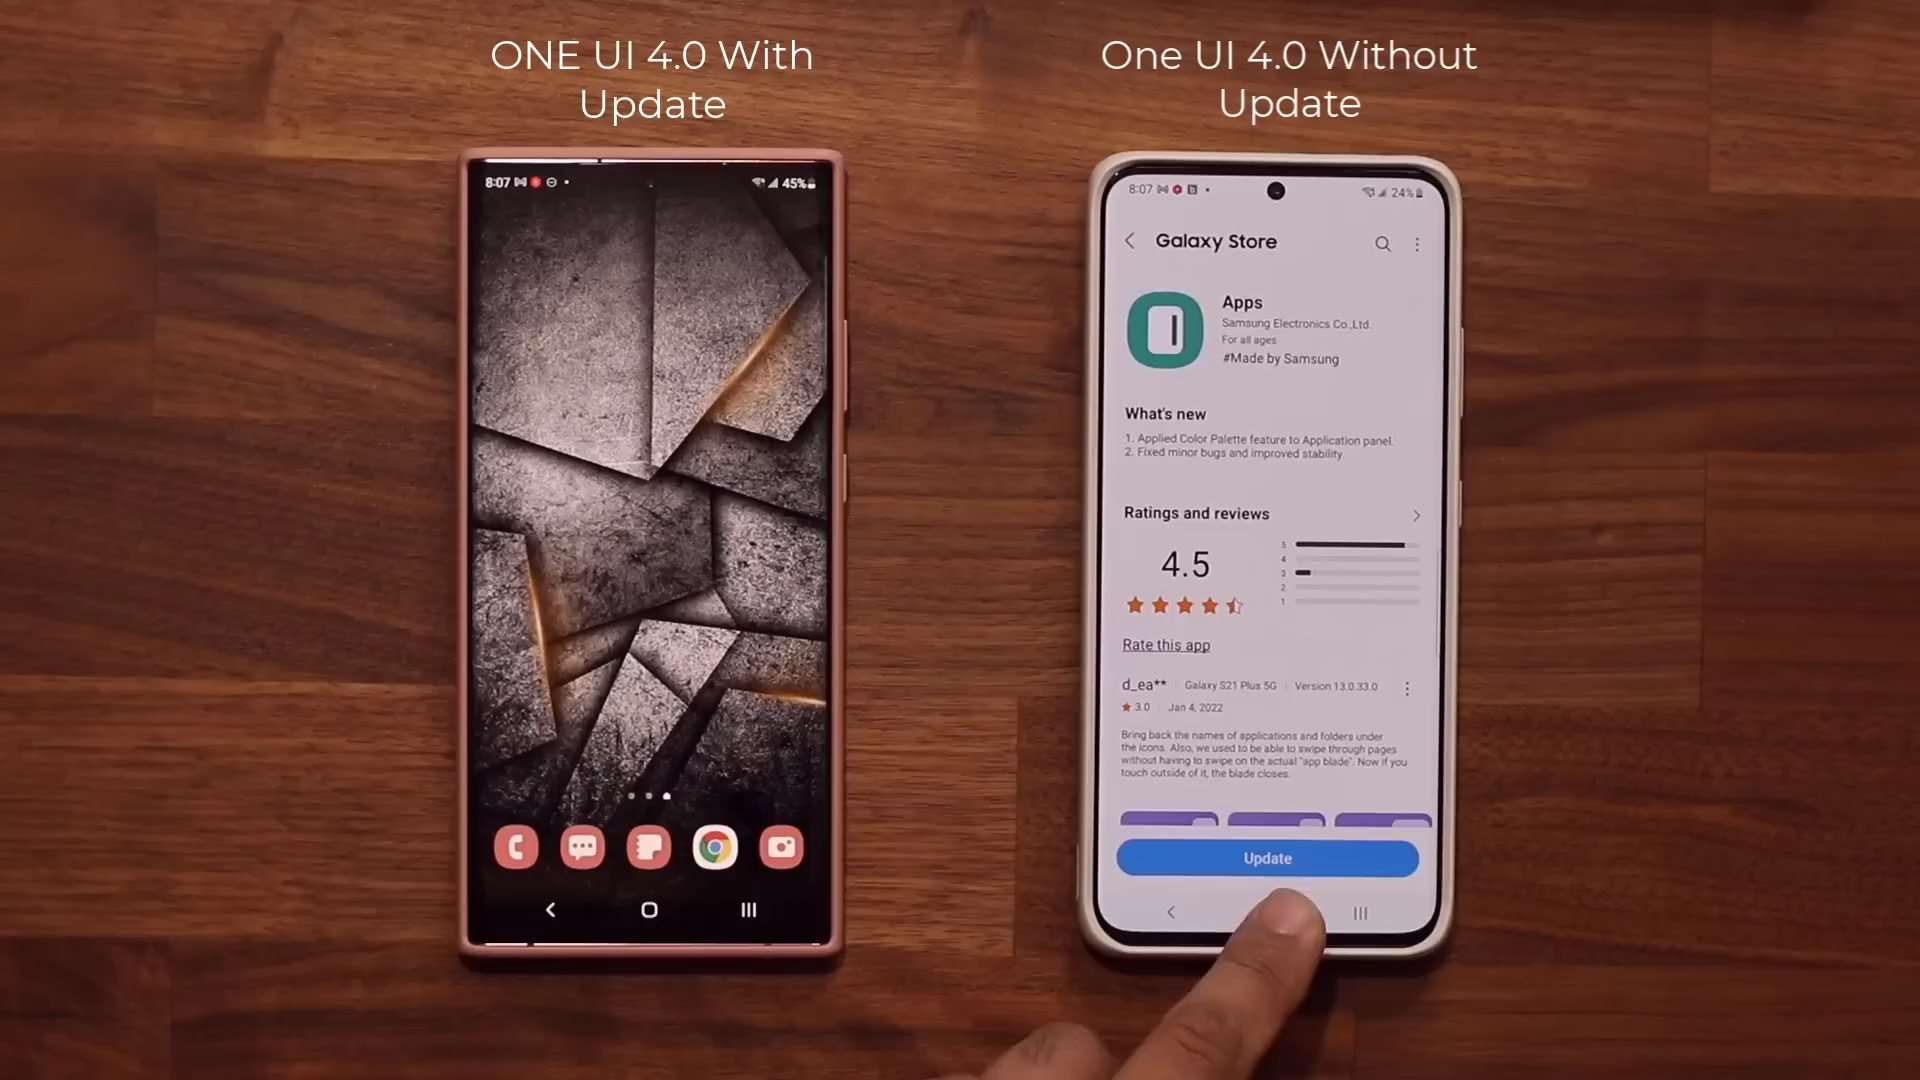 ONE UI 4.0 With
Update
One UI 4.0 Without
Update
8:07
45%
8:07
24%
Galaxy Store
Apps
Samsung Electronics Co.,Ltd.
For all ages
#Made by Samsung
What's new
1. Applied Color Palette feature to Application panel.
2. Fixed minor bugs and improved stability
Ratings and reviews
4.5
5
4
3
2
1
Rate this app
d_ea** Galaxy S21 Plus 5G Version 13.0.33.0
3.0 Jan 4, 2022
Bring back the names of applications and folders under
the icons. Also, we used to be able to swipe through pages
without having to swipe on the actual "app blade". Now if you
touch outside of it, the blade closes.
Update